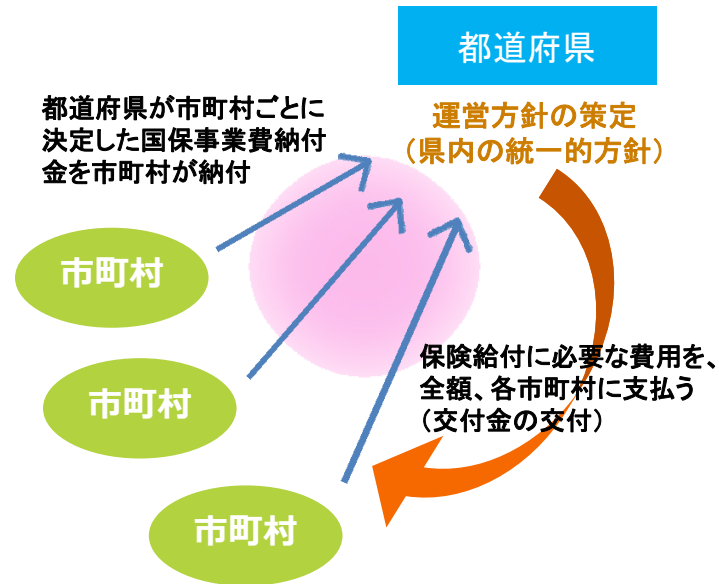 都道府県
運営方針の策定
（県内の統一的方針）
都道府県が市町村ごとに
決定した国保事業費納付
金を市町村が納付
市町村
市町村
市町村
保険給付に必要な費用を、
全額、各市町村に支払う
（交付金の交付）